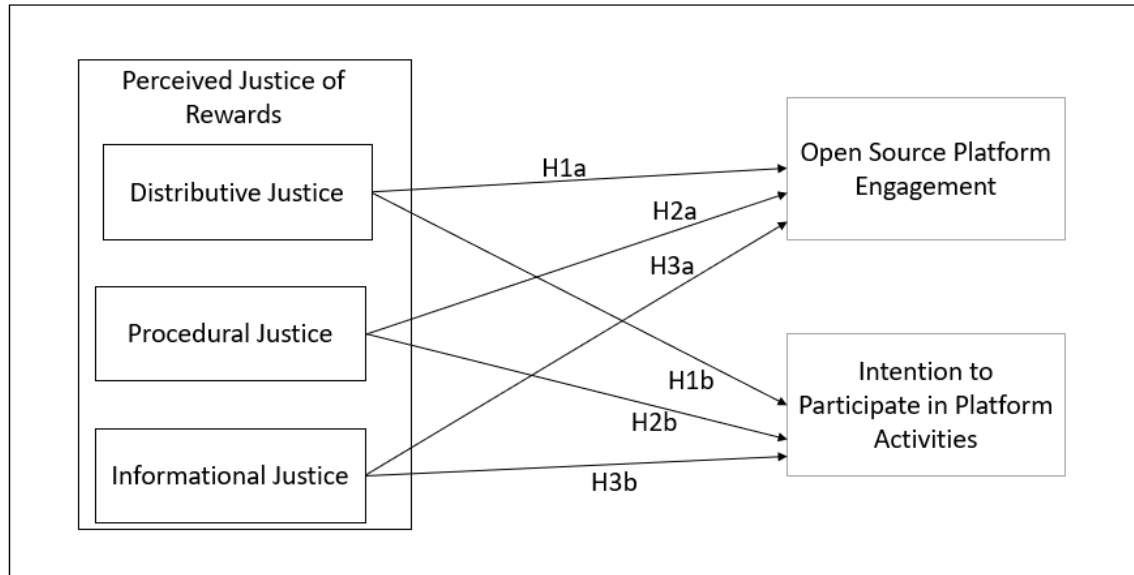 Perceived Justice of
Rewards
Distributive Justice
Procedural Justice
Informational Justice
H1a
H2a
H3a
H1b
H2b
H3b
Open Source Platform
Engagement
Intention to
Participate in Platform
Activities